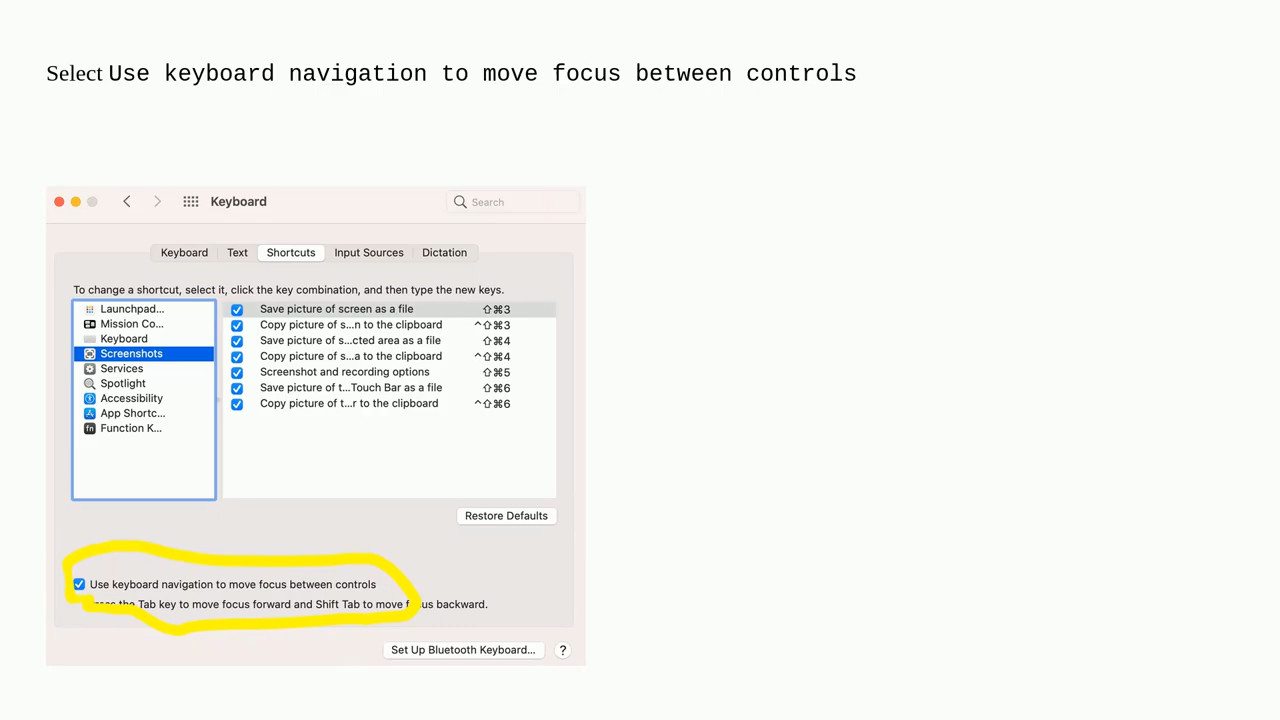 Select Use keyboard navigation to move focus between controls
Keyboard
Search
Keyboard Text Shortcuts Input Sources Dictation
To change a shortcut, select it, click the key combination, and then type the new keys.
Launchpad...
Mission Co...
Keyboard
Screenshots
Services
Spotlight
Accessibility
App Shortc...
fn Function K...
Save picture of screen as a file ⇧⌘3
Copy picture of s...n to the clipboard ^⇧⌘3
Save picture of s...cted area as a file ⇧⌘4
Copy picture of s...a to the clipboard ^⇧⌘4
Screenshot and recording options ⇧⌘5
Save picture of t...Touch Bar as a file ⇧⌘6
Copy picture of t...r to the clipboard ^⇧⌘6
Restore Defaults
Use keyboard navigation to move focus between controls
the Tab key to move focus forward and Shift Tab to move focus backward.
Set Up Bluetooth Keyboard... ?